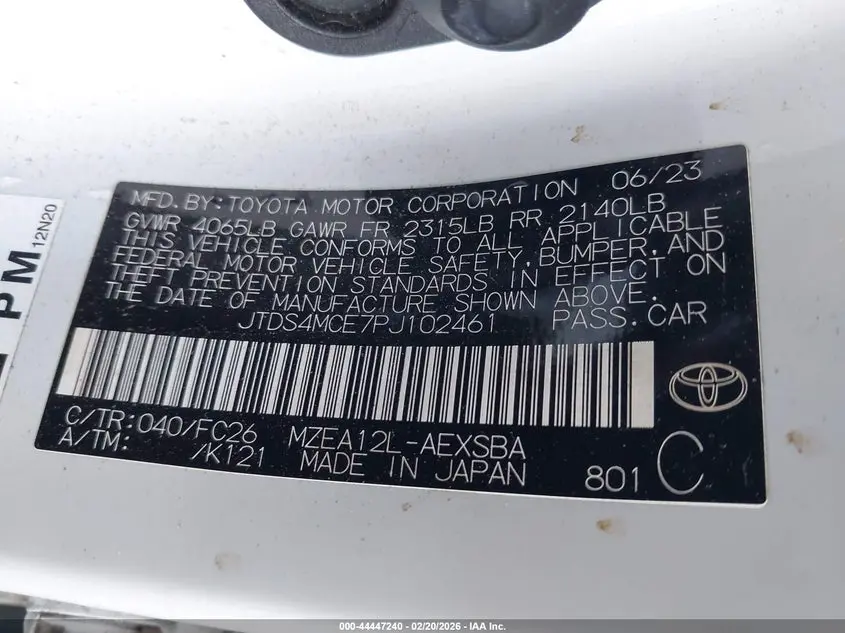 MFD. BY: TOYOTA MOTOR CORPORATION 06/23
GVWR 4065LB GAWR FR 2315LB RR 2140LB
THIS VEHICLE CONFORMS TO ALL APPLICABLE
FEDERAL MOTOR VEHICLE SAFETY, BUMPER, AND
THEFT PREVENTION STANDARDS IN EFFECT ON
THE DATE OF MANUFACTURE SHOWN ABOVE.
JTDS4MCE7PJ102461 PASS. CAR
C/TR: 040/FC26 MZEA12L-AEXSBA
A/TM: /K121 MADE IN JAPAN 801 C
PM 12N20
000-44447240 - 02/20/2026 - IAA Inc.